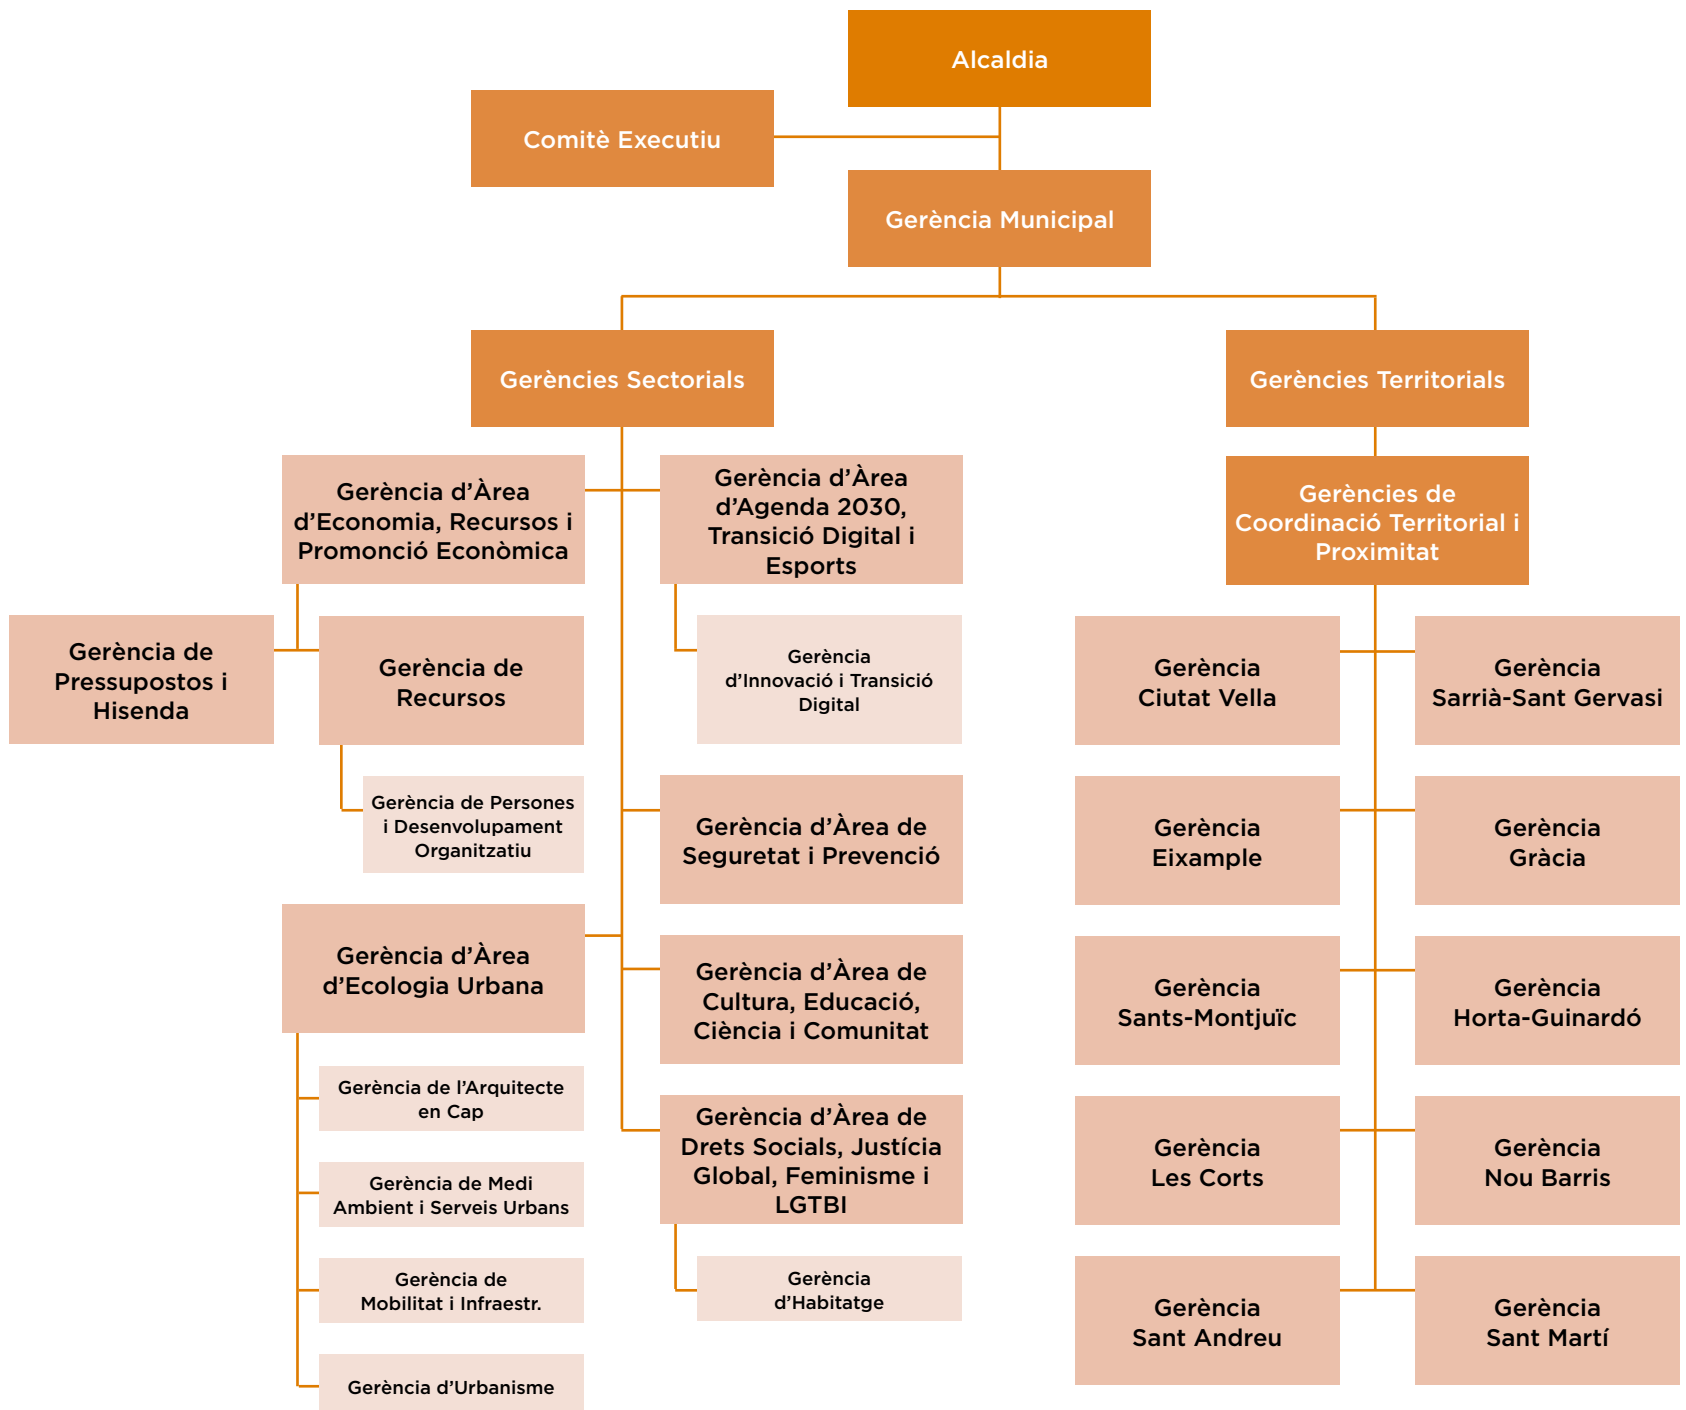 Alcaldia
Comitè Executiu
Gerència Municipal
Gerències Sectorials
Gerències Territorials
Gerència d’Àrea
d’Economia, Recursos i
Promonció Econòmica
Gerència d’Àrea
d’Agenda 2030,
Transició Digital i
Esports
Gerències de
Coordinació Territorial i
Proximitat
Gerència de
Pressupostos i
Hisenda
Gerència de
Recursos
Gerència
d’Innovació i Transició
Digital
Gerència
Ciutat Vella
Gerència
Sarrià-Sant Gervasi
Gerència de Persones
i Desenvolupament
Organitzatiu
Gerència d’Àrea de
Seguretat i Prevenció
Gerència
Eixample
Gerència
Gràcia
Gerència d’Àrea
d’Ecologia Urbana
Gerència d’Àrea de
Cultura, Educació,
Ciència i Comunitat
Gerència
Sants-Montjuïc
Gerència
Horta-Guinardó
Gerència de l’Arquitecte
en Cap
Gerència de Medi
Ambient i Serveis Urbans
Gerència d’Àrea de
Drets Socials, Justícia
Global, Feminisme i
LGTBI
Gerència
Les Corts
Gerència
Nou Barris
Gerència de
Mobilitat i Infraestr.
Gerència
d’Habitatge
Gerència
Sant Andreu
Gerència
Sant Martí
Gerència d’Urbanisme